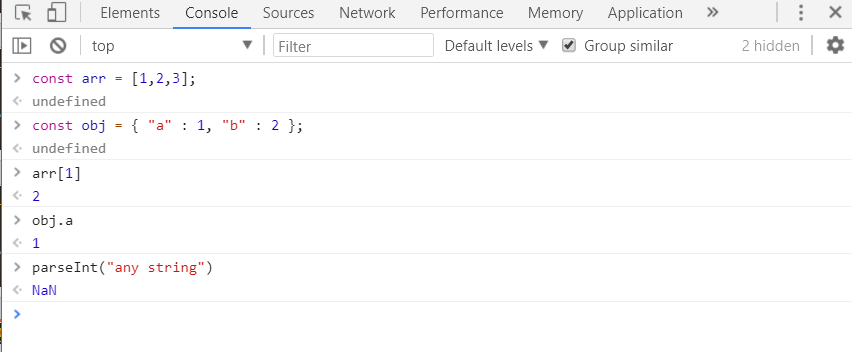 Elements Console Sources Network Performance Memory Application »
top Filter Default levels Group similar 2 hidden
> const arr = [1,2,3];
< undefined
> const obj = { "a" : 1, "b" : 2 };
< undefined
> arr[1]
< 2
> obj.a
< 1
> parseInt("any string")
< NaN
>